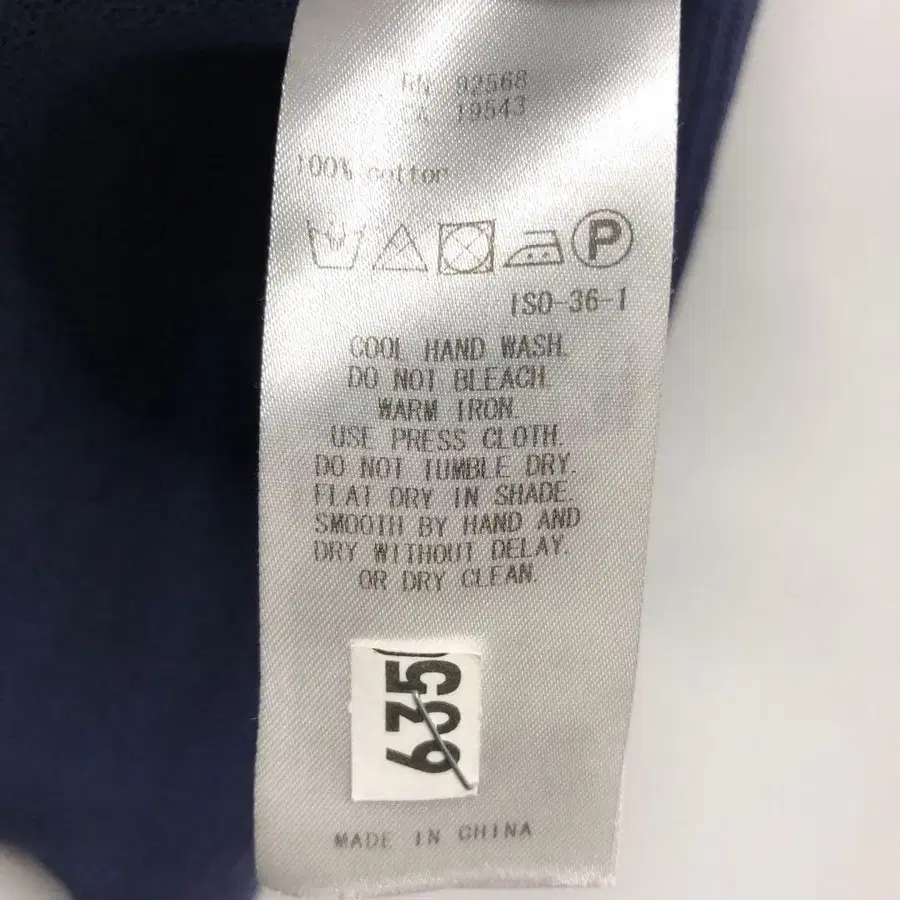 RN 92568
CA 19543
100% cotton
P
ISO-36-1
COOL HAND WASH.
DO NOT BLEACH.
WARM IRON.
USE PRESS CLOTH.
DO NOT TUMBLE DRY.
FLAT DRY IN SHADE.
SMOOTH BY HAND AND
DRY WITHOUT DELAY.
OR DRY CLEAN.
MADE IN CHINA